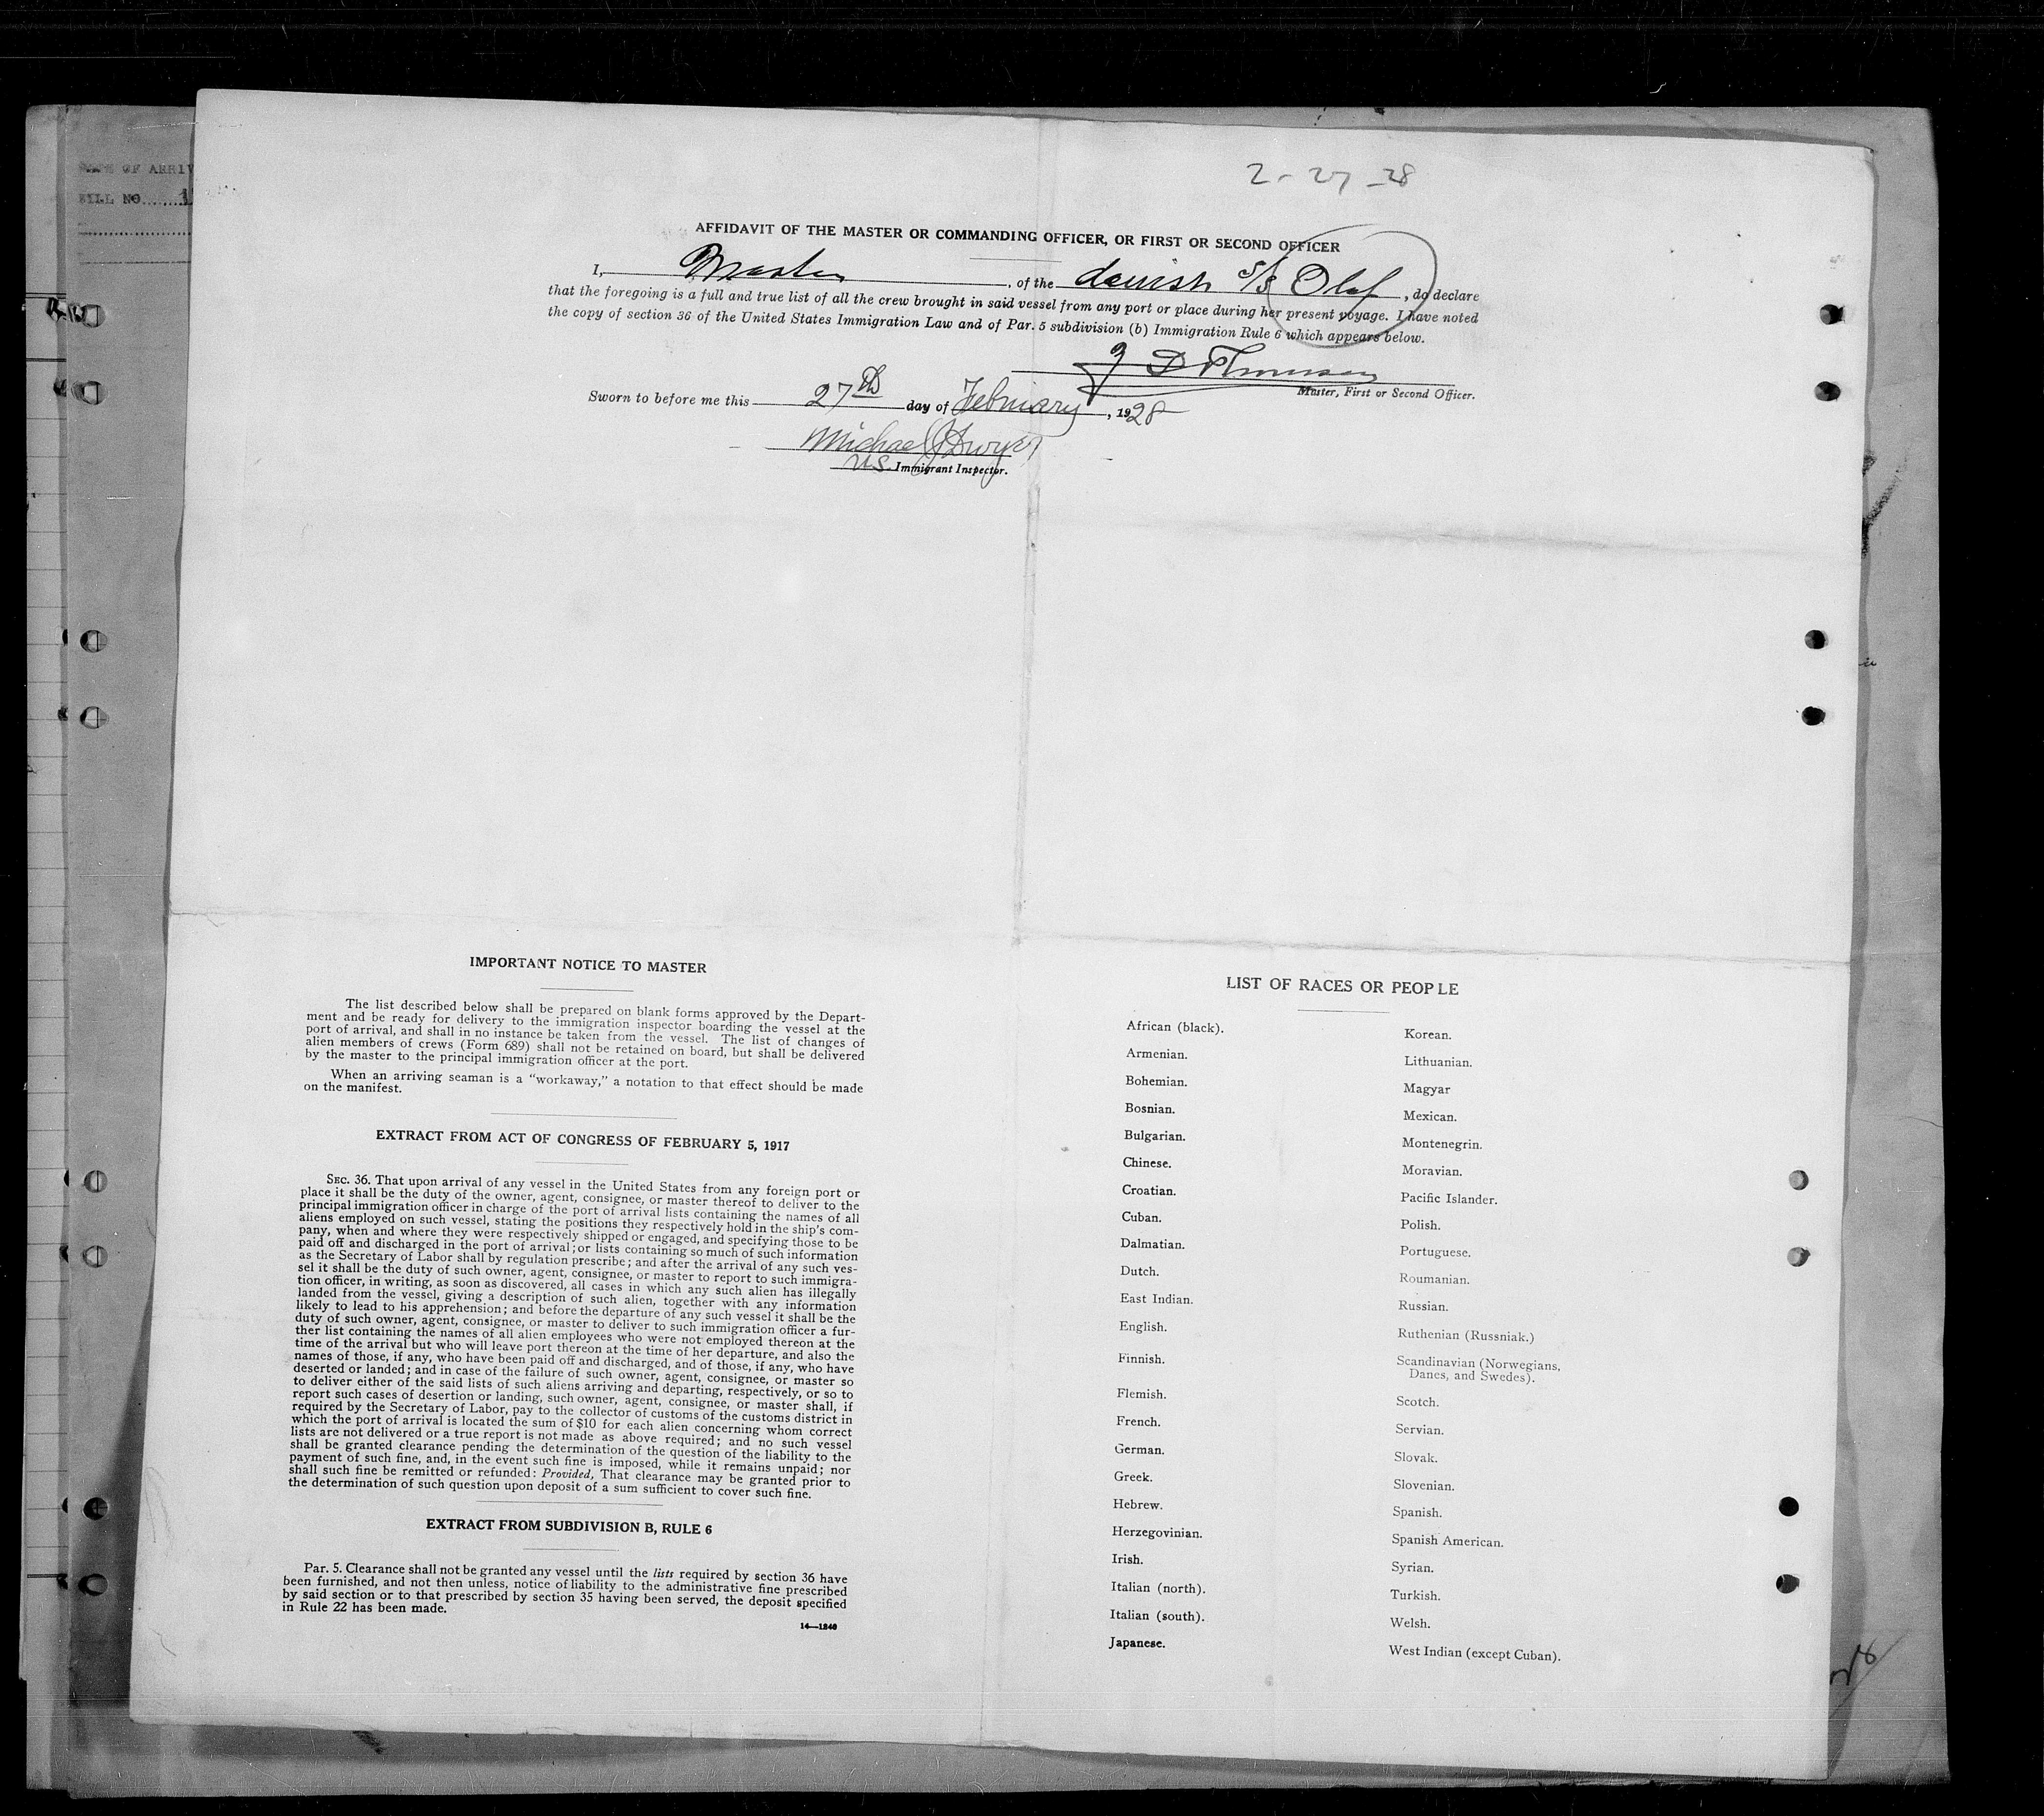 2-27-28
AFFIDAVIT OF THE MASTER OR COMMANDING OFFICER, OR FIRST OR SECOND OFFICER
I, Master, of the danish S/S Olaf, do declare
that the foregoing is a full and true list of all the crew brought in said vessel from any port or place during her present voyage. I have noted
the copy of section 36 of the United States Immigration Law and of Par. 5 subdivision (b) Immigration Rule 6 which appears below.
Master, First or Second Officer.
Sworn to before me this 27th day of February, 1928
Michael J Dwyer
U.S. Immigrant Inspector.
BILL NO
IMPORTANT NOTICE TO MASTER
The list described below shall be prepared on blank forms approved by the Depart-
ment and be ready for delivery to the immigration inspector boarding the vessel at the
port of arrival, and shall in no instance be taken from the vessel. The list of changes of
alien members of crews (Form 689) shall not be retained on board, but shall be delivered
by the master to the principal immigration officer at the port.
When an arriving seaman is a "workaway," a notation to that effect should be made
on the manifest.
EXTRACT FROM ACT OF CONGRESS OF FEBRUARY 5, 1917
SEC. 36. That upon arrival of any vessel in the United States from any foreign port or
place it shall be the duty of the owner, agent, consignee, or master thereof to deliver to the
principal immigration officer in charge of the port of arrival lists containing the names of all
aliens employed on such vessel, stating the positions they respectively hold in the ship's com-
pany, when and where they were respectively shipped or engaged, and specifying those to be
paid off and discharged in the port of arrival; or lists containing so much of such information
as the Secretary of Labor shall by regulation prescribe; and after the arrival of any such ves-
sel it shall be the duty of such owner, agent, consignee, or master to report to such immigra-
tion officer, in writing, as soon as discovered, all cases in which any such alien has illegally
landed from the vessel, giving a description of such alien, together with any information
likely to lead to his apprehension; and before the departure of any such vessel it shall be the
duty of such owner, agent, consignee, or master to deliver to such immigration officer a fur-
ther list containing the names of all alien employees who were not employed thereon at the
time of the arrival but who will leave port thereon at the time of her departure, and also the
names of those, if any, who have been paid off and discharged, and of those, if any, who have
deserted or landed; and in case of the failure of such owner, agent, consignee, or master so
to deliver either of the said lists of such aliens arriving and departing, respectively, or so to
report such cases of desertion or landing, such owner, agent, consignee, or master shall, if
required by the Secretary of Labor, pay to the collector of customs of the customs district in
which the port of arrival is located the sum of $10 for each alien concerning whom correct
lists are not delivered or a true report is not made as above required; and no such vessel
shall be granted clearance pending the determination of the question of the liability to the
payment of such fine, and, in the event such fine is imposed, while it remains unpaid; nor
shall such fine be remitted or refunded: Provided, That clearance may be granted prior to
the determination of such question upon deposit of a sum sufficient to cover such fine.
EXTRACT FROM SUBDIVISION B, RULE 6
Par. 5. Clearance shall not be granted any vessel until the lists required by section 36 have
been furnished, and not then unless, notice of liability to the administrative fine prescribed
by said section or to that prescribed by section 35 having been served, the deposit specified
in Rule 22 has been made.
14—1240
LIST OF RACES OR PEOPLE
African (black).
Armenian.
Bohemian.
Bosnian.
Bulgarian.
Chinese.
Croatian.
Cuban.
Dalmatian.
Dutch.
East Indian.
English.
Finnish.
Flemish.
French.
German.
Greek.
Hebrew.
Herzegovinian.
Irish.
Italian (north).
Italian (south).
Japanese.
Korean.
Lithuanian.
Magyar
Mexican.
Montenegrin.
Moravian.
Pacific Islander.
Polish.
Portuguese.
Roumanian.
Russian.
Ruthenian (Russniak.)
Scandinavian (Norwegians,
Danes, and Swedes).
Scotch.
Servian.
Slovak.
Slovenian.
Spanish.
Spanish American.
Syrian.
Turkish.
Welsh.
West Indian (except Cuban).